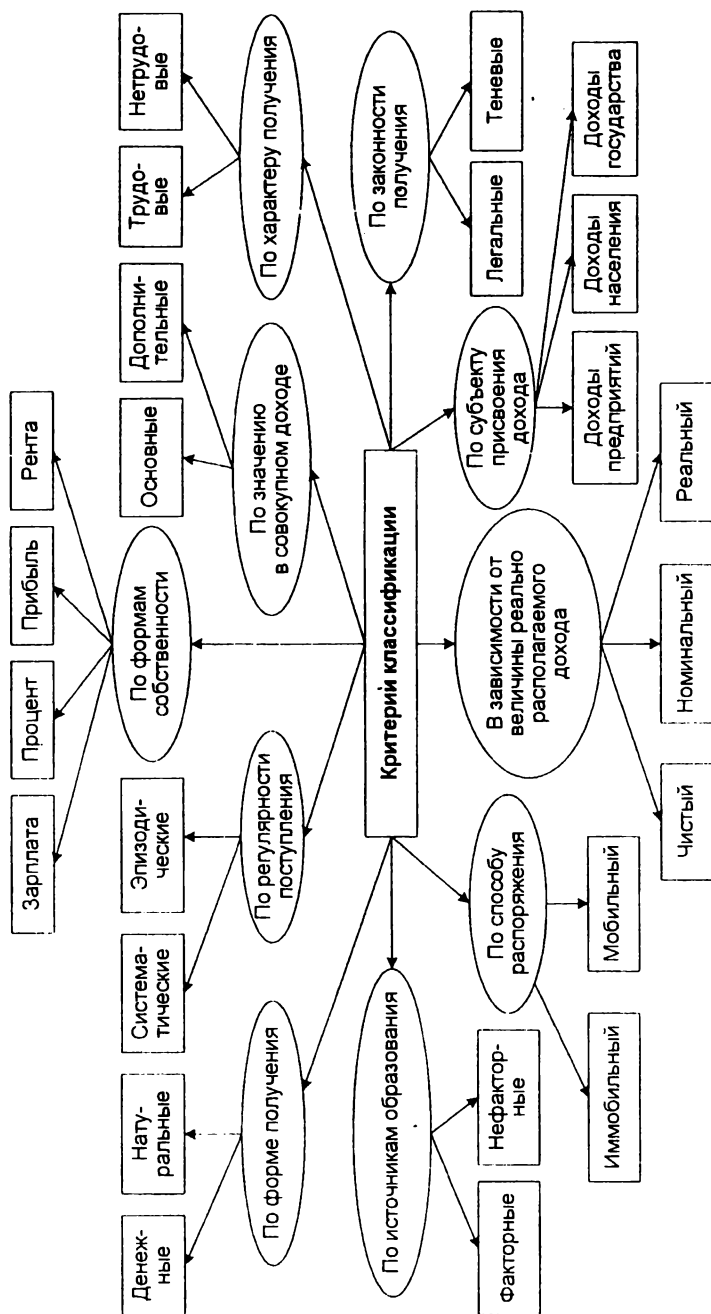 Зарплата
Процент
Прибыль
Рента
По формам
собственности
Денеж-
ные
Нату-
ральные
Система-
тические
Эпизоди-
ческие
Основные
Дополни-
тельные
Трудовые
Нетрудо-
вые
По форме получения
По регулярности
поступления
По значению
в совокупном доходе
По характеру получения
Критерии классификации
По источникам образования
По способу
распоряжения
В зависимости от
величины реально
располагаемого
дохода
По субъекту
присвоения
дохода
По законности
получения
Факторные
Нефактор-
ные
Легальные
Теневые
Иммобильный
Мобильный
Доходы
предприятий
Доходы
населения
Доходы
государства
Чистый
Номинальный
Реальный